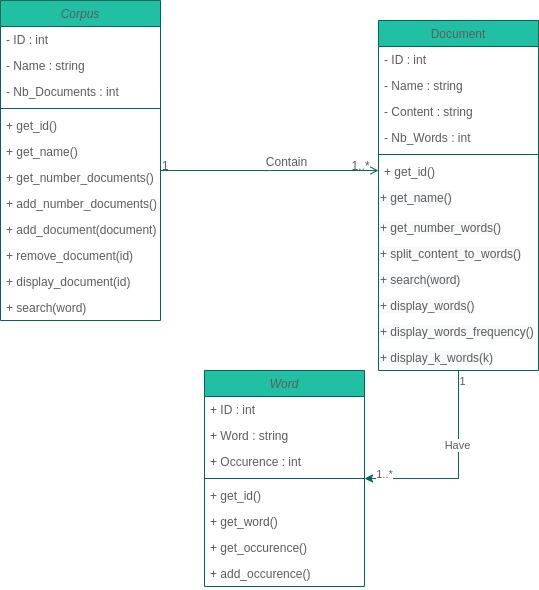 Corpus
- ID : int
- Name : string
- Nb_Documents : int
+ get_id()
+ get_name()
+ get_number_documents()
+ add_number_documents()
+ add_document(document)
+ remove_document(id)
+ display_document(id)
+ search(word)
1
Contain
1..*
Document
- ID : int
- Name : string
- Content : string
- Nb_Words : int
+ get_id()
+ get_name()
+ get_number_words()
+ split_content_to_words()
+ search(word)
+ display_words()
+ display_words_frequency()
+ display_k_words(k)
1
Have
1..*
Word
+ ID : int
+ Word : string
+ Occurence : int
+ get_id()
+ get_word()
+ get_occurence()
+ add_occurence()